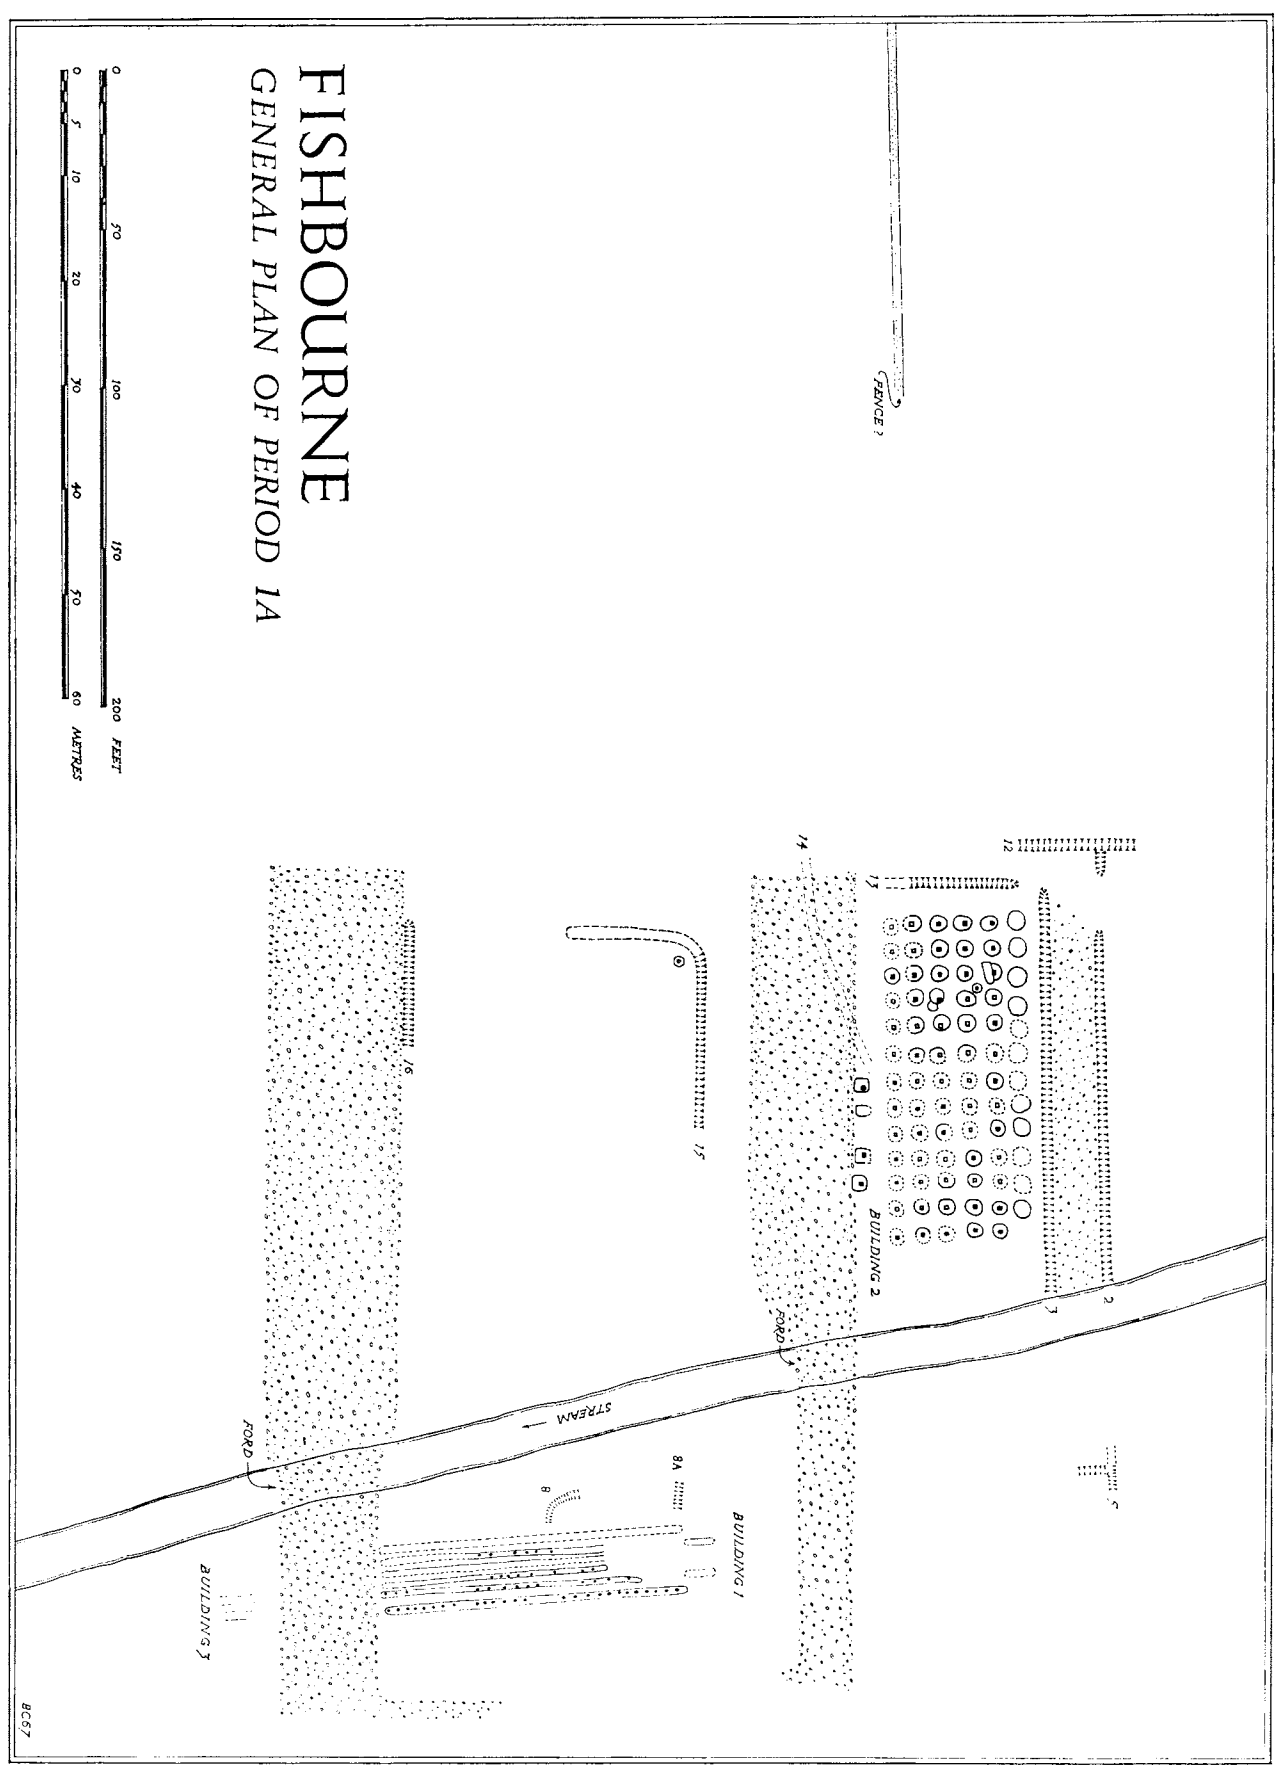 FISHBOURNE
GENERAL PLAN OF PERIOD 1A
0 50 100 150 200 FEET
0 5 10 20 30 40 50 60 METRES
FENCE?
12
13
14
2
3
5
BUILDING 2
15
16
FORD
STREAM
FORD
8A
8
BUILDING 1
BUILDING 3
BC67